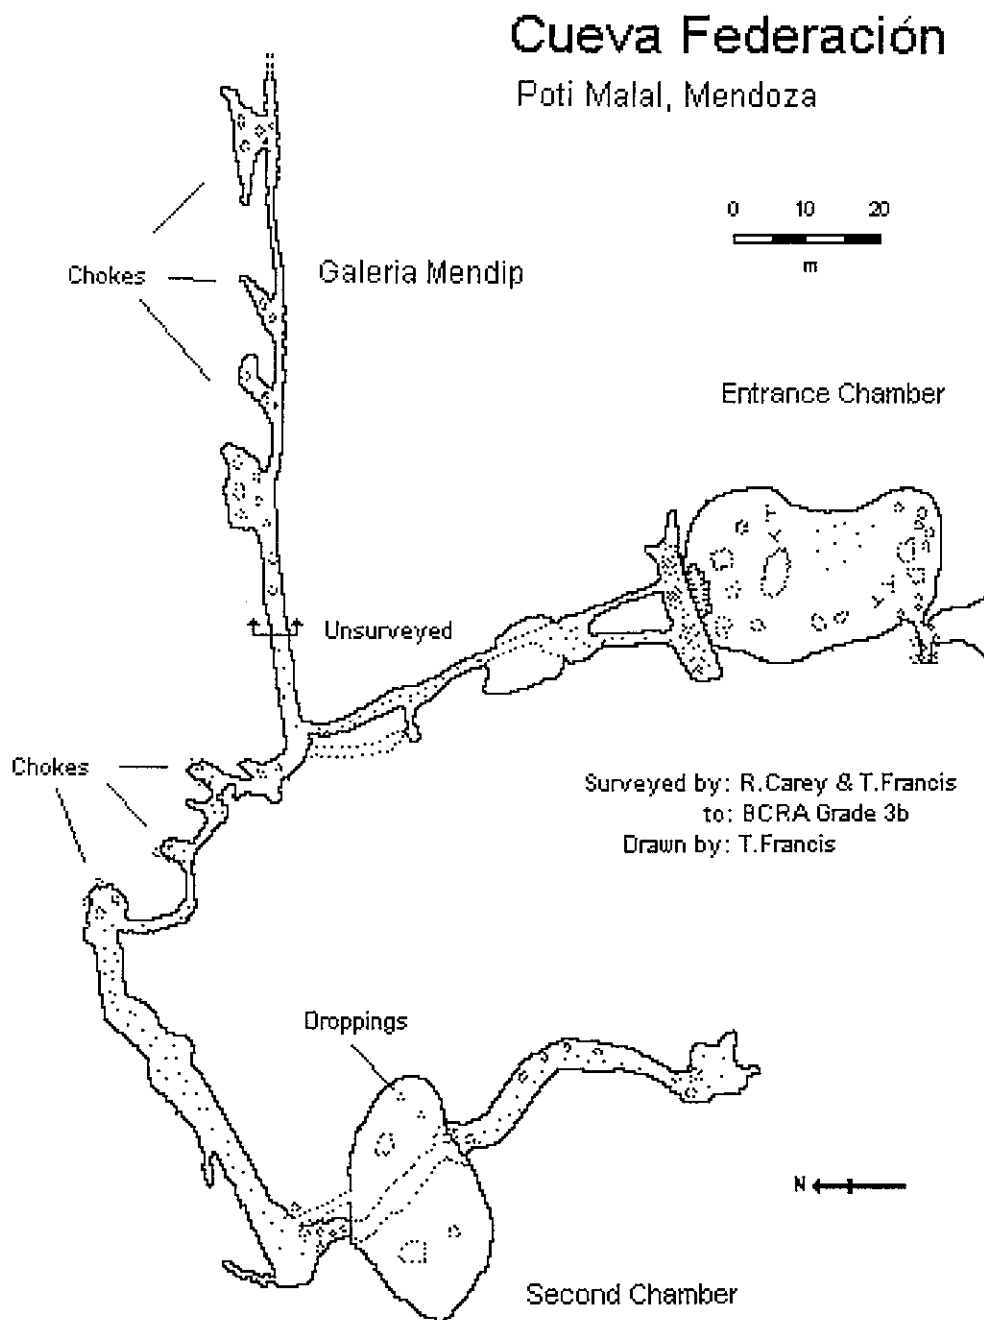 Cueva Federación
Poti Malal, Mendoza
0 10 20
m
Chokes
Galeria Mendip
Entrance Chamber
Unsurveyed
Chokes
Surveyed by: R.Carey & T.Francis
to: BCRA Grade 3b
Drawn by: T.Francis
Droppings
N
Second Chamber